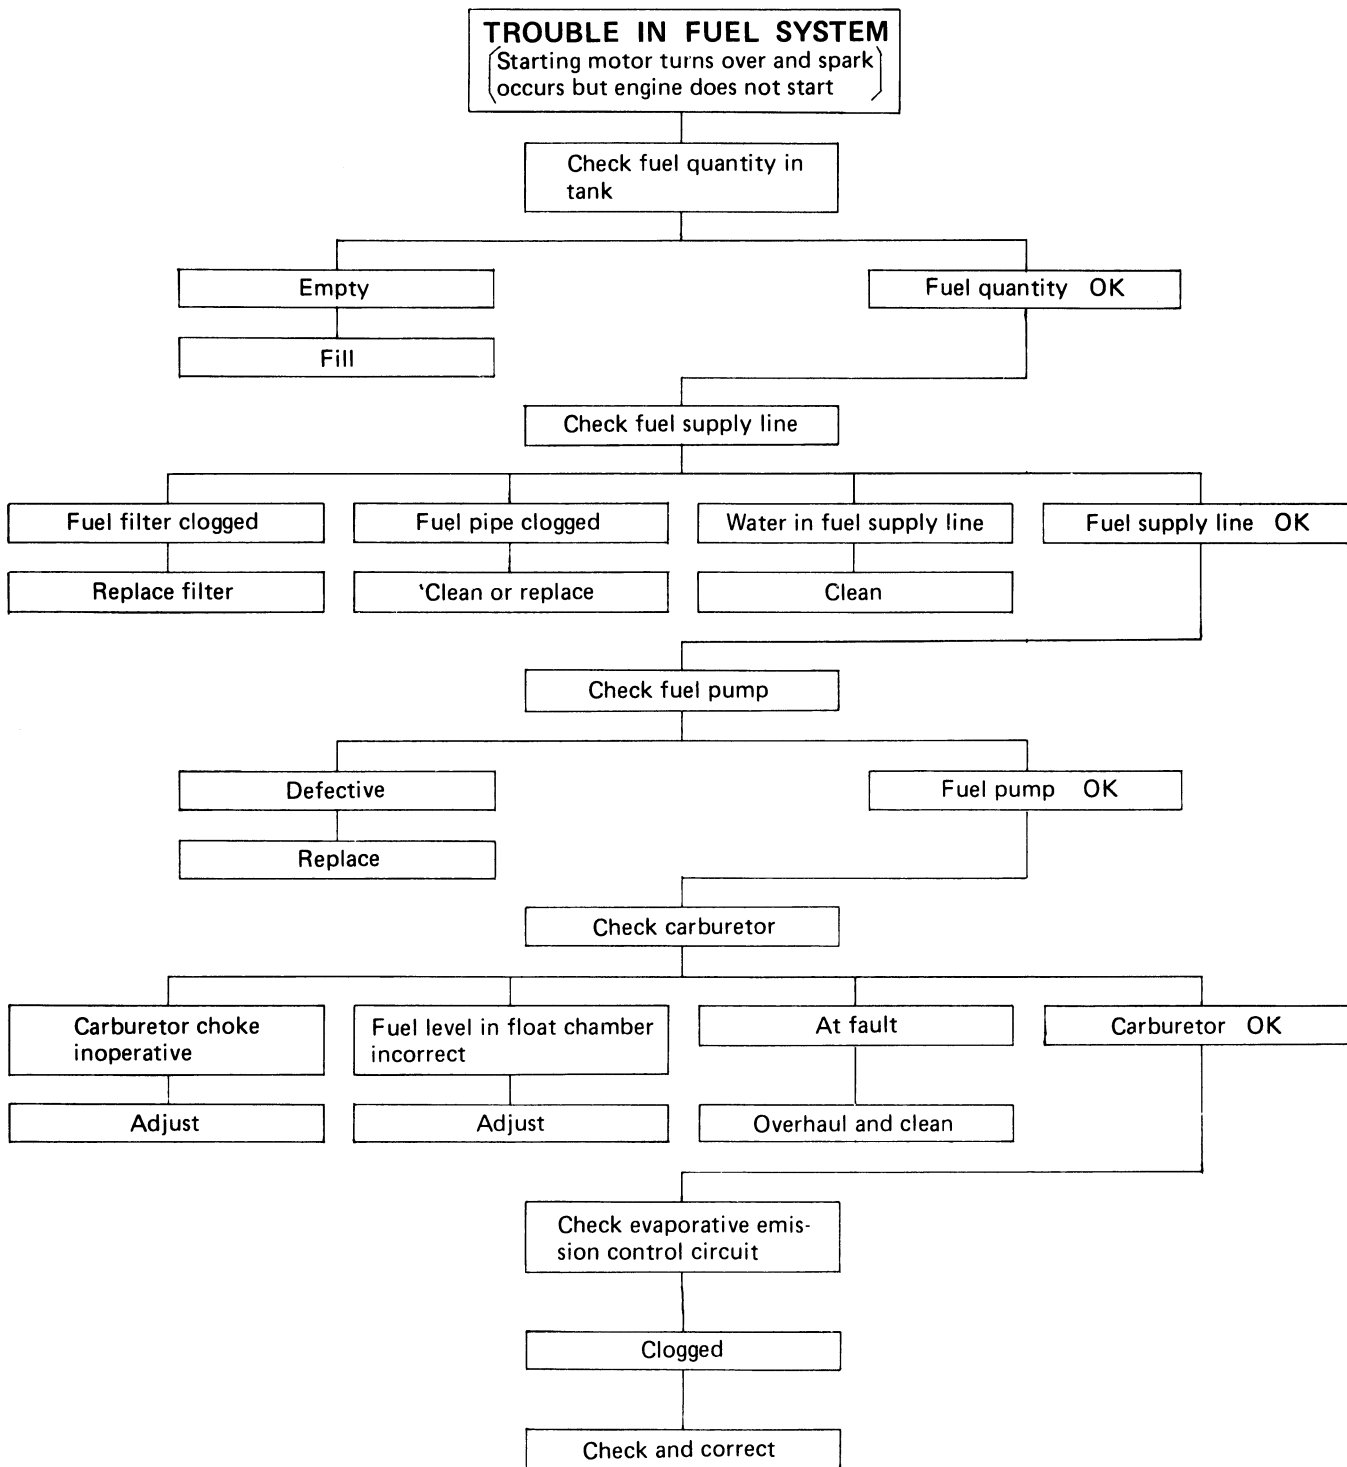 TROUBLE IN FUEL SYSTEM
(Starting motor turns over and spark
occurs but engine does not start)
Check fuel quantity in
tank
Empty
Fuel quantity OK
Fill
Check fuel supply line
Fuel filter clogged
Fuel pipe clogged
Water in fuel supply line
Fuel supply line OK
Replace filter
Clean or replace
Clean
Check fuel pump
Defective
Fuel pump OK
Replace
Check carburetor
Carburetor choke
inoperative
Fuel level in float chamber
incorrect
At fault
Carburetor OK
Adjust
Adjust
Overhaul and clean
Check evaporative emis-
sion control circuit
Clogged
Check and correct